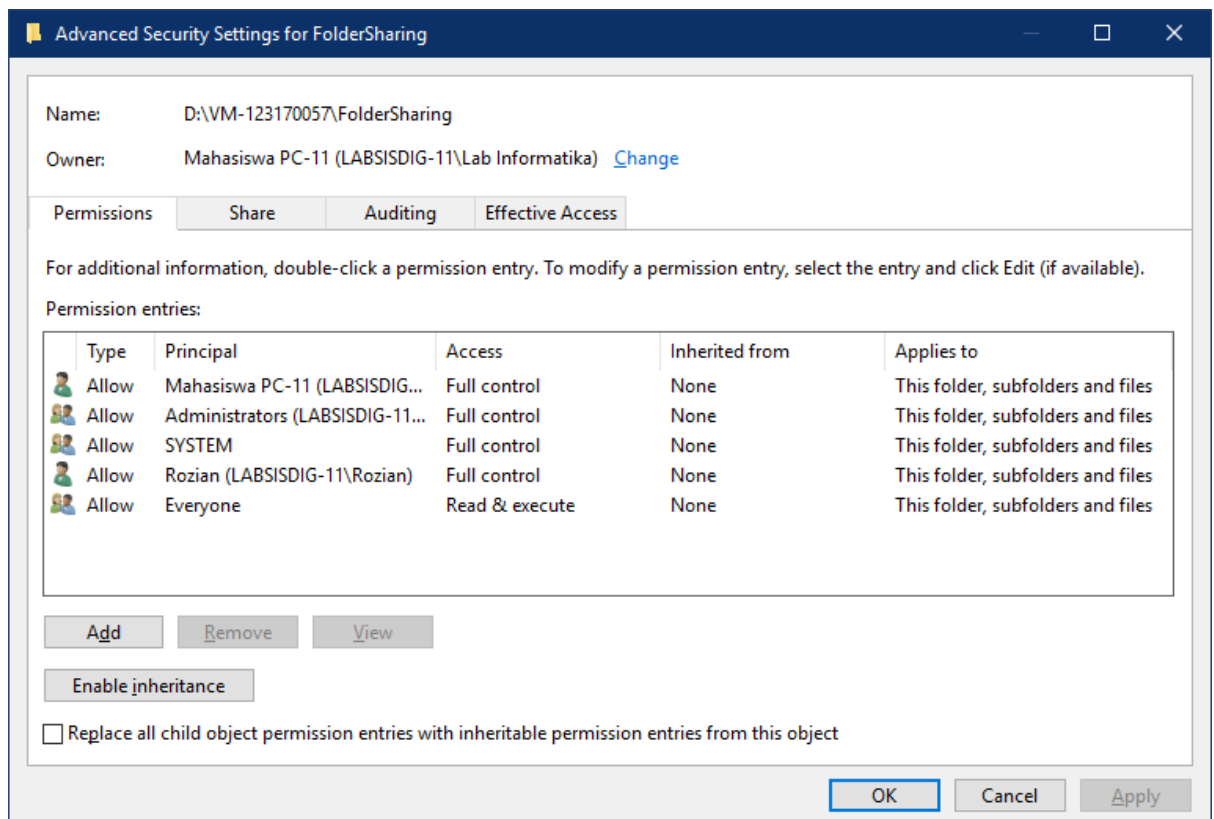 Advanced Security Settings for FolderSharing
Name: D:\VM-123170057\FolderSharing
Owner: Mahasiswa PC-11 (LABSISDIG-11\Lab Informatika) Change
Permissions Share Auditing Effective Access
For additional information, double-click a permission entry. To modify a permission entry, select the entry and click Edit (if available).
Permission entries:
Type Principal Access Inherited from Applies to
Allow Mahasiswa PC-11 (LABSISDIG... Full control None This folder, subfolders and files
Allow Administrators (LABSISDIG-11... Full control None This folder, subfolders and files
Allow SYSTEM Full control None This folder, subfolders and files
Allow Rozian (LABSISDIG-11\Rozian) Full control None This folder, subfolders and files
Allow Everyone Read & execute None This folder, subfolders and files
Add Remove View
Enable inheritance
Replace all child object permission entries with inheritable permission entries from this object
OK Cancel Apply